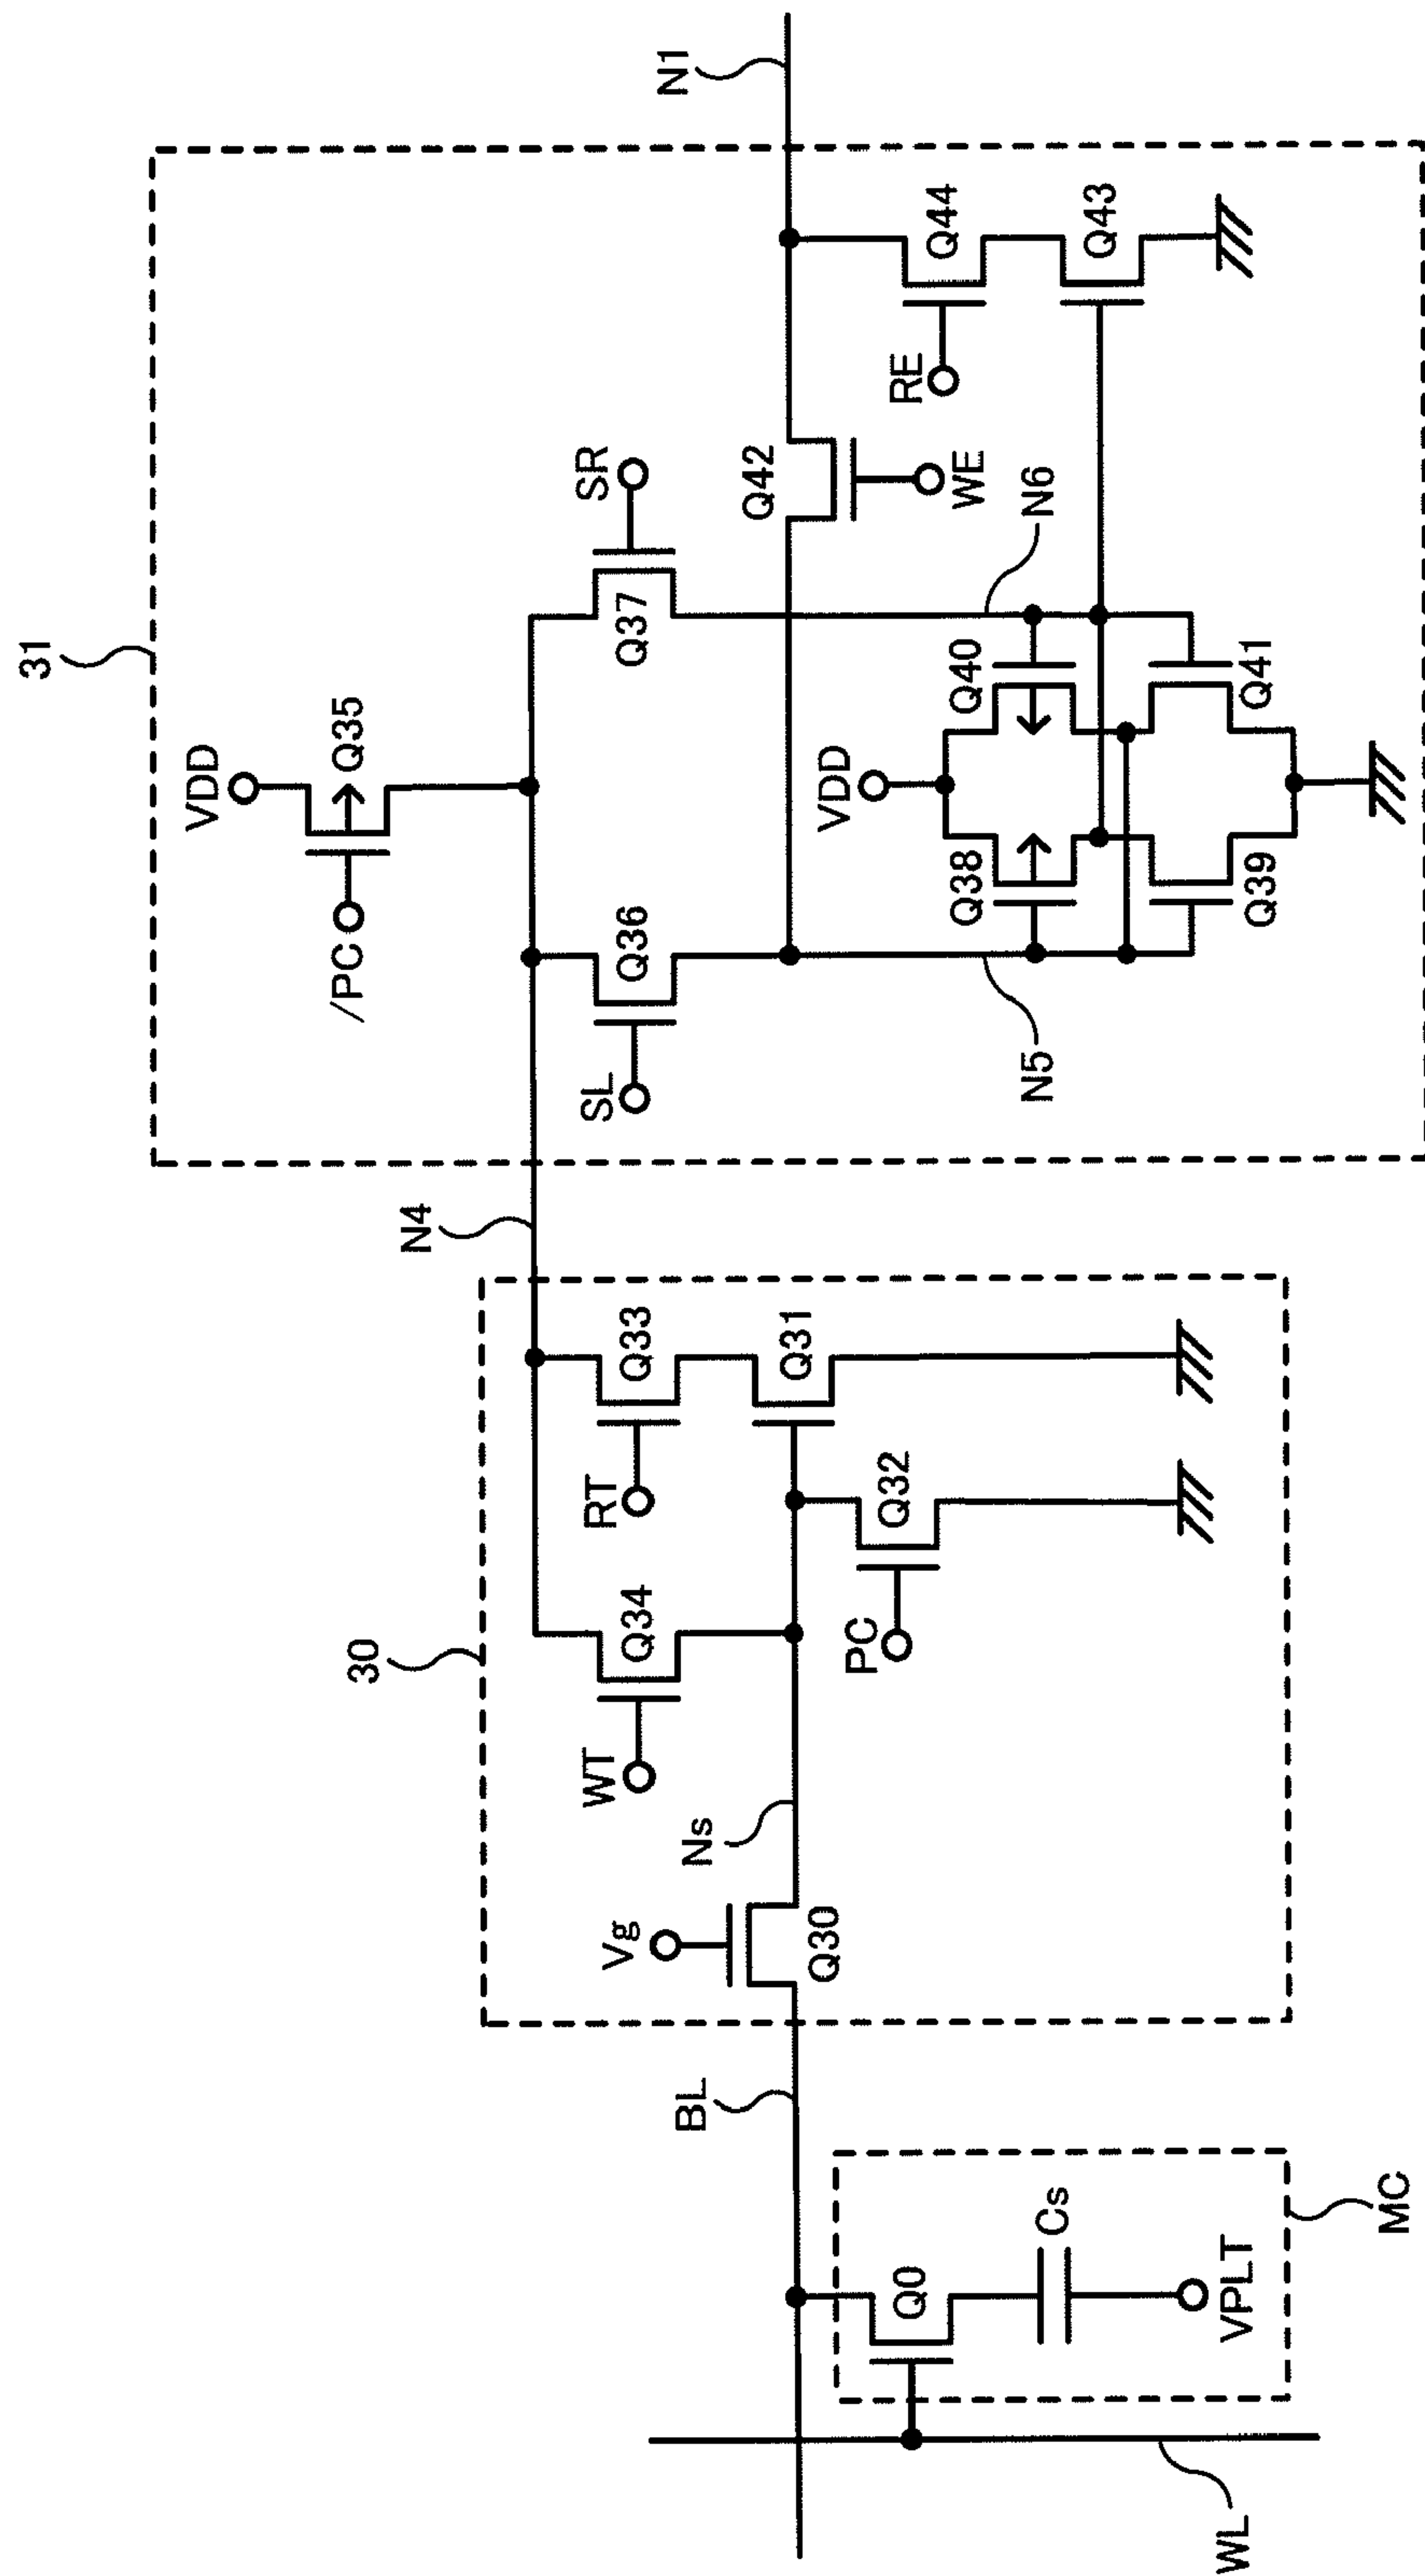 31
VDD
/PC
Q35
N1
SR
Q37
SL
Q36
Q42
WE
RE
Q44
Q43
N4
N6
VDD
Q38
Q40
Q39
Q41
N5
30
WT
Q34
RT
Q33
Q31
Vg
Ns
Q30
PC
Q32
BL
Q0
Cs
VPLT
WL
MC